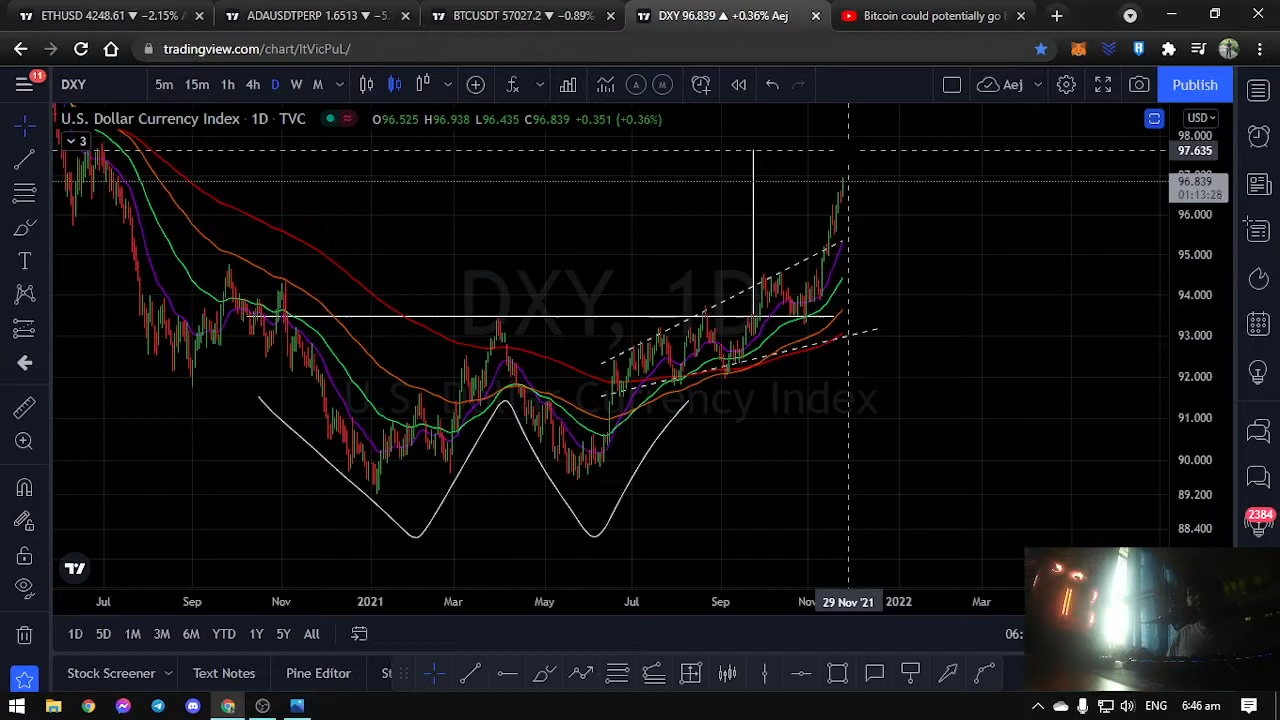 ETHUSD 4248.61 ▼ −2.15%
ADAUSDTPERP 1.6513 ▼ −5.
BTCUSDT 57027.2 ▼ −0.89%
DXY 96.839 ▲ +0.36% Aej
Bitcoin could potentially go b
tradingview.com/chart/ItVicPuL/
11
DXY
5m 15m 1h 4h D W M
A M
Aej
Publish
U.S. Dollar Currency Index · 1D · TVC
O96.525 H96.938 L96.435 C96.839 +0.351 (+0.36%)
USD
3
98.000
97.635
96.839
01:13:28
96.000
95.000
94.000
93.000
92.000
91.000
90.000
89.200
88.400
DXY, 1D
U.S. Dollar Currency Index
2384
Jul Sep Nov 2021 Mar May Jul Sep Nov 29 Nov '21 2022 Mar
1D 5D 1M 3M 6M YTD 1Y 5Y All
06:
Stock Screener Text Notes Pine Editor St
ENG 6:46 am